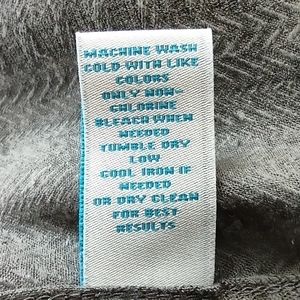 MACHINE WASH
COLD WITH LIKE
COLORS
ONLY NON-
CHLORINE
BLEACH WHEN
NEEDED
TUMBLE DRY
LOW
COOL IRON IF
NEEDED
OR DRY CLEAN
FOR BEST
RESULTS